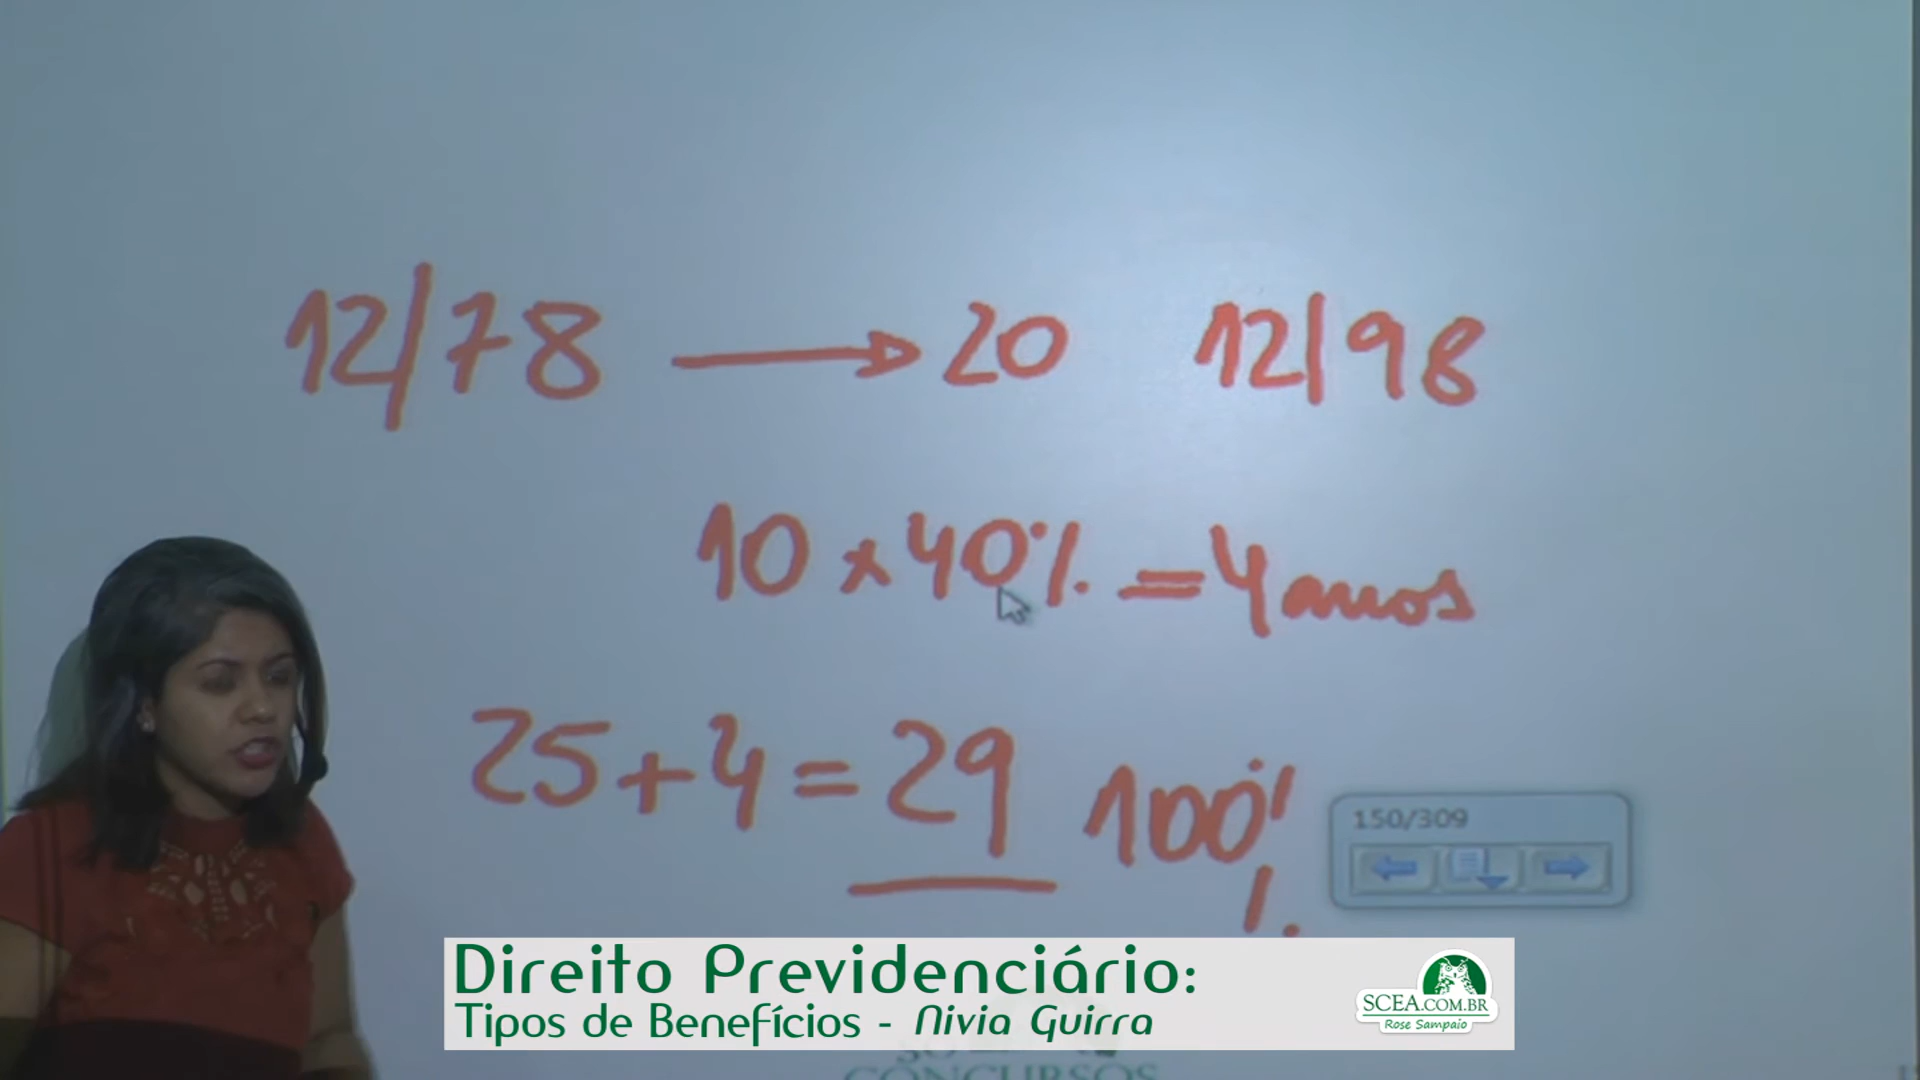 12/78 → 20 12/98
10 x 40% = 4 anos
25+4 = 29 100%
%
150/309
Direito Previdenciário:
Tipos de Benefícios - Nivia Guirra
SCEA.COM.BR
Rose Sampaio
CONCURSOS